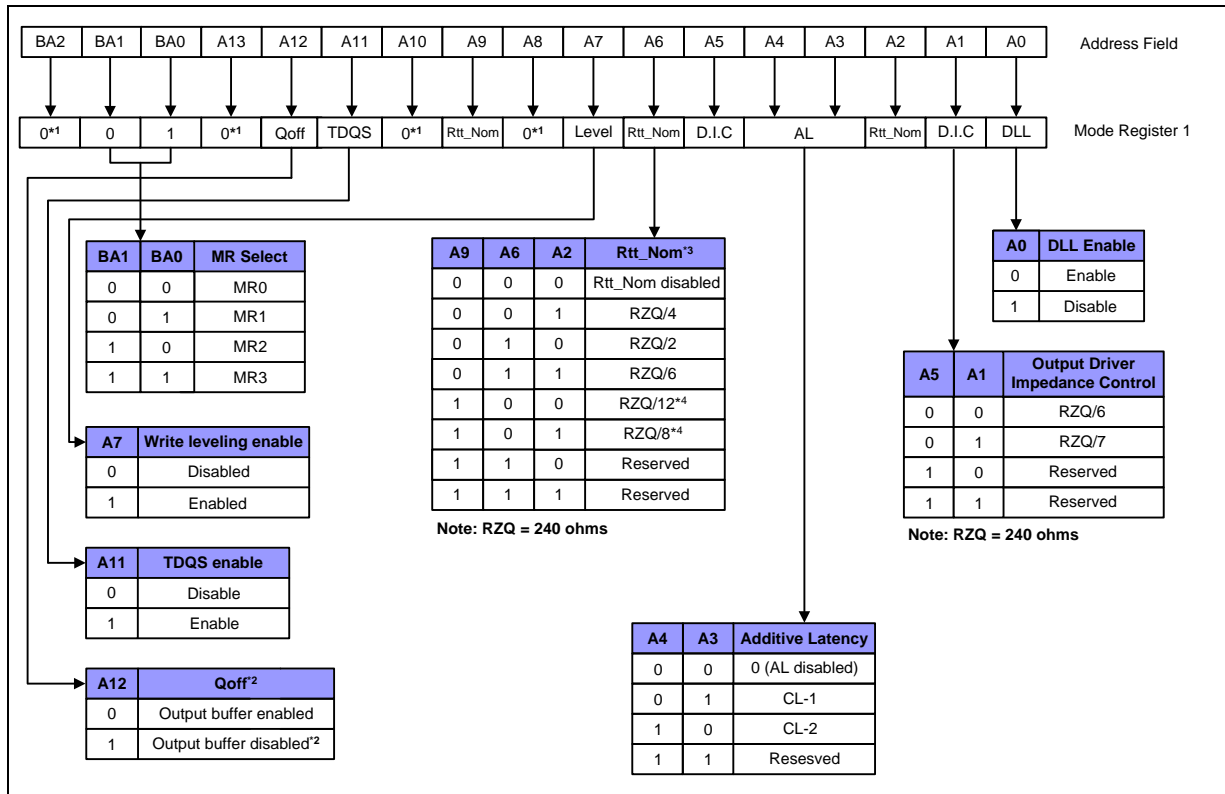 BA2 BA1 BA0 A13 A12 A11 A10 A9 A8 A7 A6 A5 A4 A3 A2 A1 A0 Address Field
0*1 0 1 0*1 Qoff TDQS 0*1 Rtt_Nom 0*1 Level Rtt_Nom D.I.C AL Rtt_Nom D.I.C DLL Mode Register 1
BA1 BA0 MR Select
0 0 MR0
0 1 MR1
1 0 MR2
1 1 MR3
A7 Write leveling enable
0 Disabled
1 Enabled
A11 TDQS enable
0 Disable
1 Enable
A12 Qoff*2
0 Output buffer enabled
1 Output buffer disabled*2
A9 A6 A2 Rtt_Nom*3
0 0 0 Rtt_Nom disabled
0 0 1 RZQ/4
0 1 0 RZQ/2
0 1 1 RZQ/6
1 0 0 RZQ/12*4
1 0 1 RZQ/8*4
1 1 0 Reserved
1 1 1 Reserved
Note: RZQ = 240 ohms
A4 A3 Additive Latency
0 0 0 (AL disabled)
0 1 CL-1
1 0 CL-2
1 1 Resesved
A0 DLL Enable
0 Enable
1 Disable
A5 A1 Output Driver
Impedance Control
0 0 RZQ/6
0 1 RZQ/7
1 0 Reserved
1 1 Reserved
Note: RZQ = 240 ohms